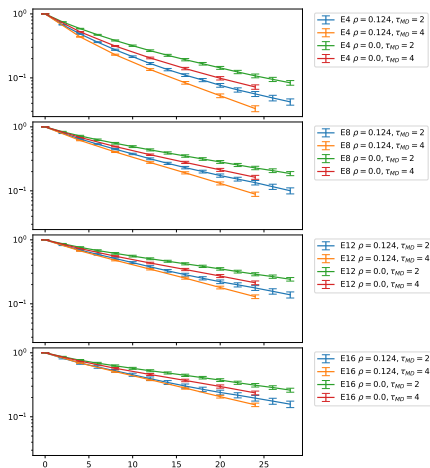 10⁰
10⁻¹
E4 ρ = 0.124, τ_MD = 2
E4 ρ = 0.124, τ_MD = 4
E4 ρ = 0.0, τ_MD = 2
E4 ρ = 0.0, τ_MD = 4
10⁰
10⁻¹
E8 ρ = 0.124, τ_MD = 2
E8 ρ = 0.124, τ_MD = 4
E8 ρ = 0.0, τ_MD = 2
E8 ρ = 0.0, τ_MD = 4
10⁰
10⁻¹
E12 ρ = 0.124, τ_MD = 2
E12 ρ = 0.124, τ_MD = 4
E12 ρ = 0.0, τ_MD = 2
E12 ρ = 0.0, τ_MD = 4
10⁰
10⁻¹
E16 ρ = 0.124, τ_MD = 2
E16 ρ = 0.124, τ_MD = 4
E16 ρ = 0.0, τ_MD = 2
E16 ρ = 0.0, τ_MD = 4
0 5 10 15 20 25